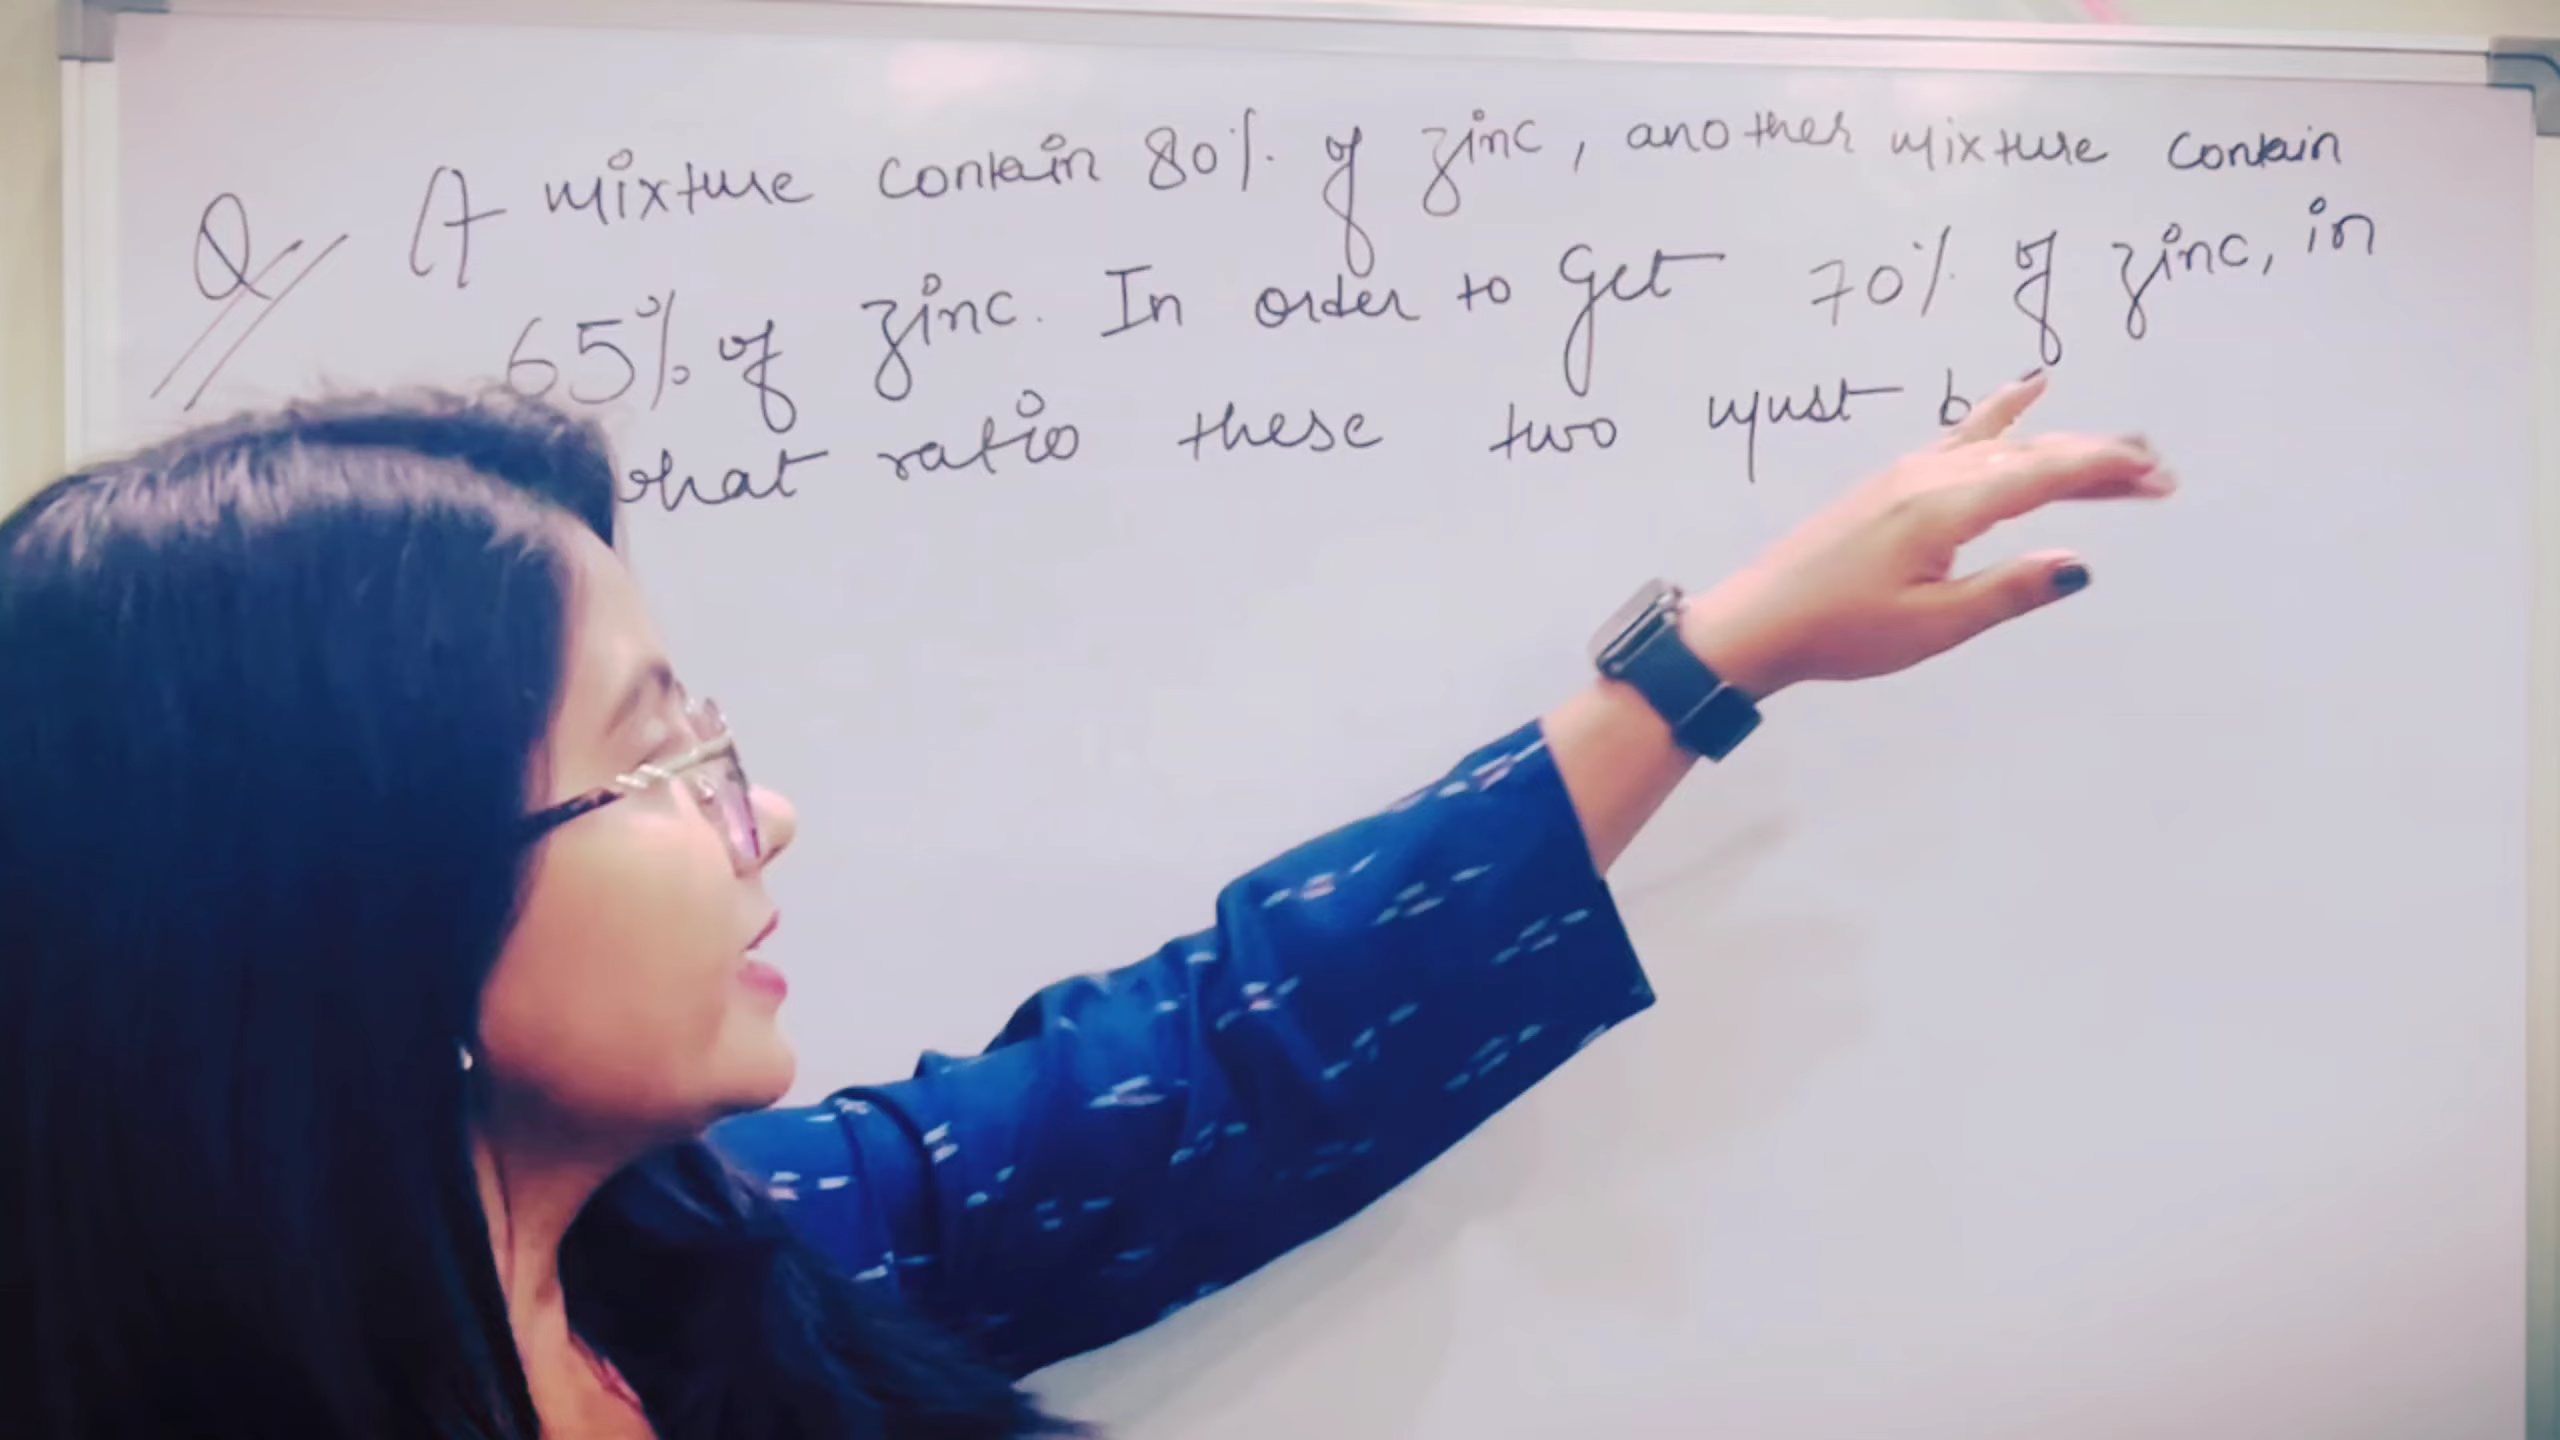 Q A mixture contain 80% of zinc, another mixture contain
65% of zinc. In order to get 70% of zinc, in
what ratio these two must